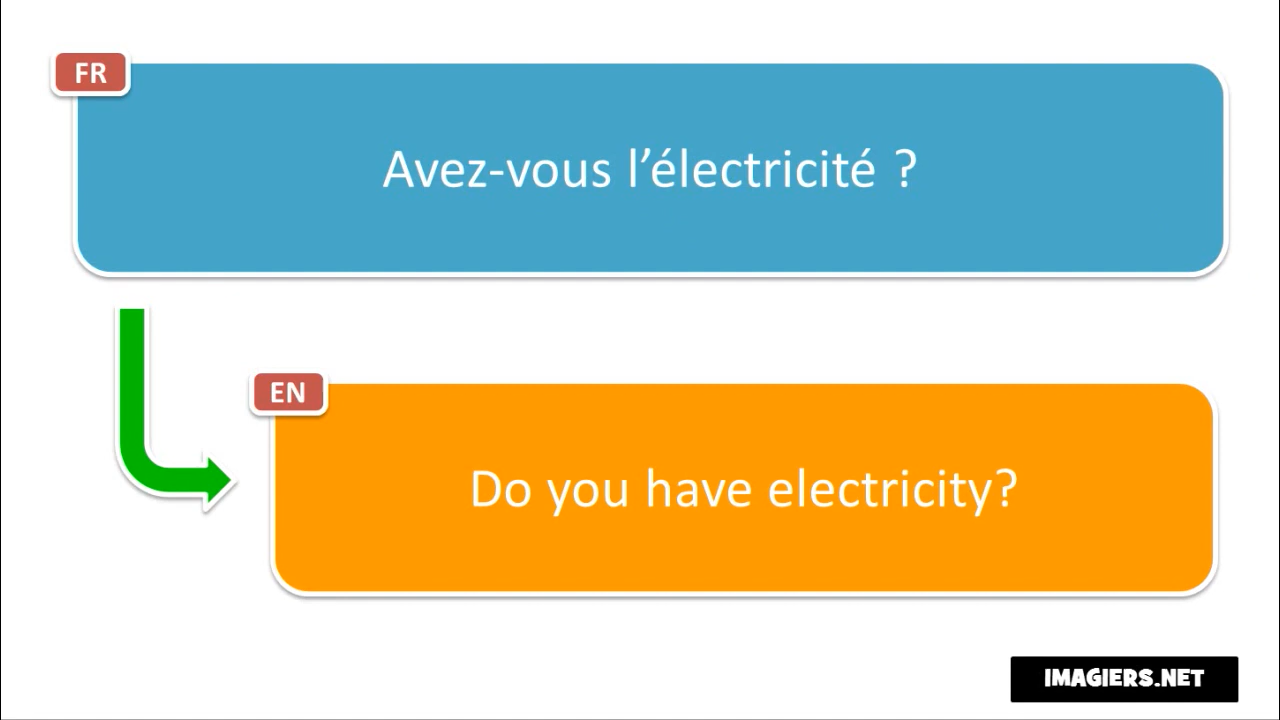 FR
Avez-vous l’électricité ?
EN
Do you have electricity?
IMAGIERS.NET